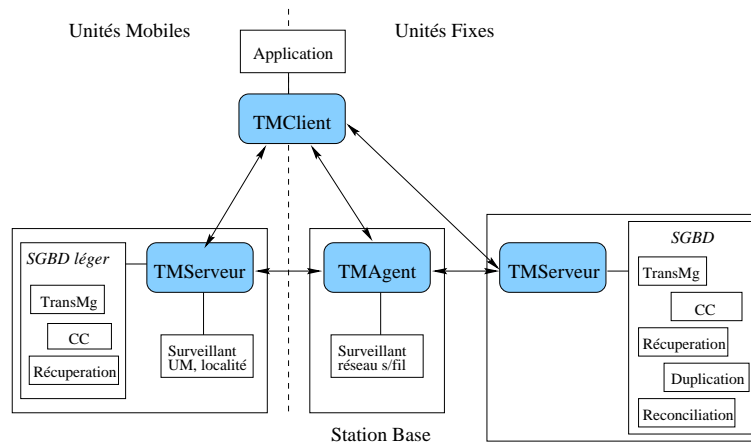 Unités Mobiles
Unités Fixes
Application
TMClient
SGBD léger
TMServeur
TransMg
CC
Récuperation
Surveillant
UM, localité
TMAgent
Surveillant
réseau s/fil
Station Base
TMServeur
SGBD
TransMg
CC
Récuperation
Duplication
Reconciliation